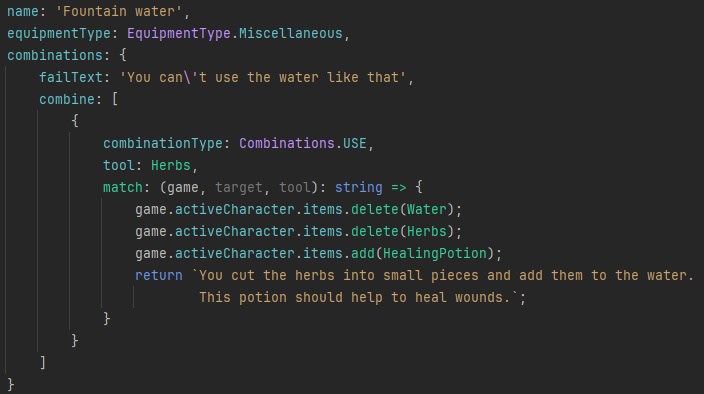 name: 'Fountain water',
equipmentType: EquipmentType.Miscellaneous,
combinations: {
    failText: 'You can\'t use the water like that',
    combine: [
        {
            combinationType: Combinations.USE,
            tool: Herbs,
            match: (game, target, tool): string => {
                game.activeCharacter.items.delete(Water);
                game.activeCharacter.items.delete(Herbs);
                game.activeCharacter.items.add(HealingPotion);
                return `You cut the herbs into small pieces and add them to the water.
                        This potion should help to heal wounds.`;
            }
        }
    ]
}